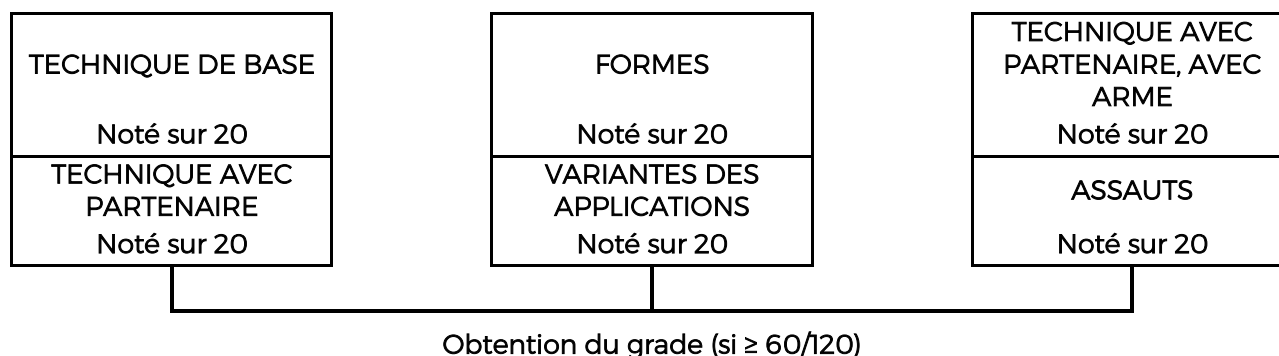 TECHNIQUE DE BASE
Noté sur 20
TECHNIQUE AVEC
PARTENAIRE
Noté sur 20
FORMES
Noté sur 20
VARIANTES DES
APPLICATIONS
Noté sur 20
TECHNIQUE AVEC
PARTENAIRE, AVEC
ARME
Noté sur 20
ASSAUTS
Noté sur 20
Obtention du grade (si ≥ 60/120)